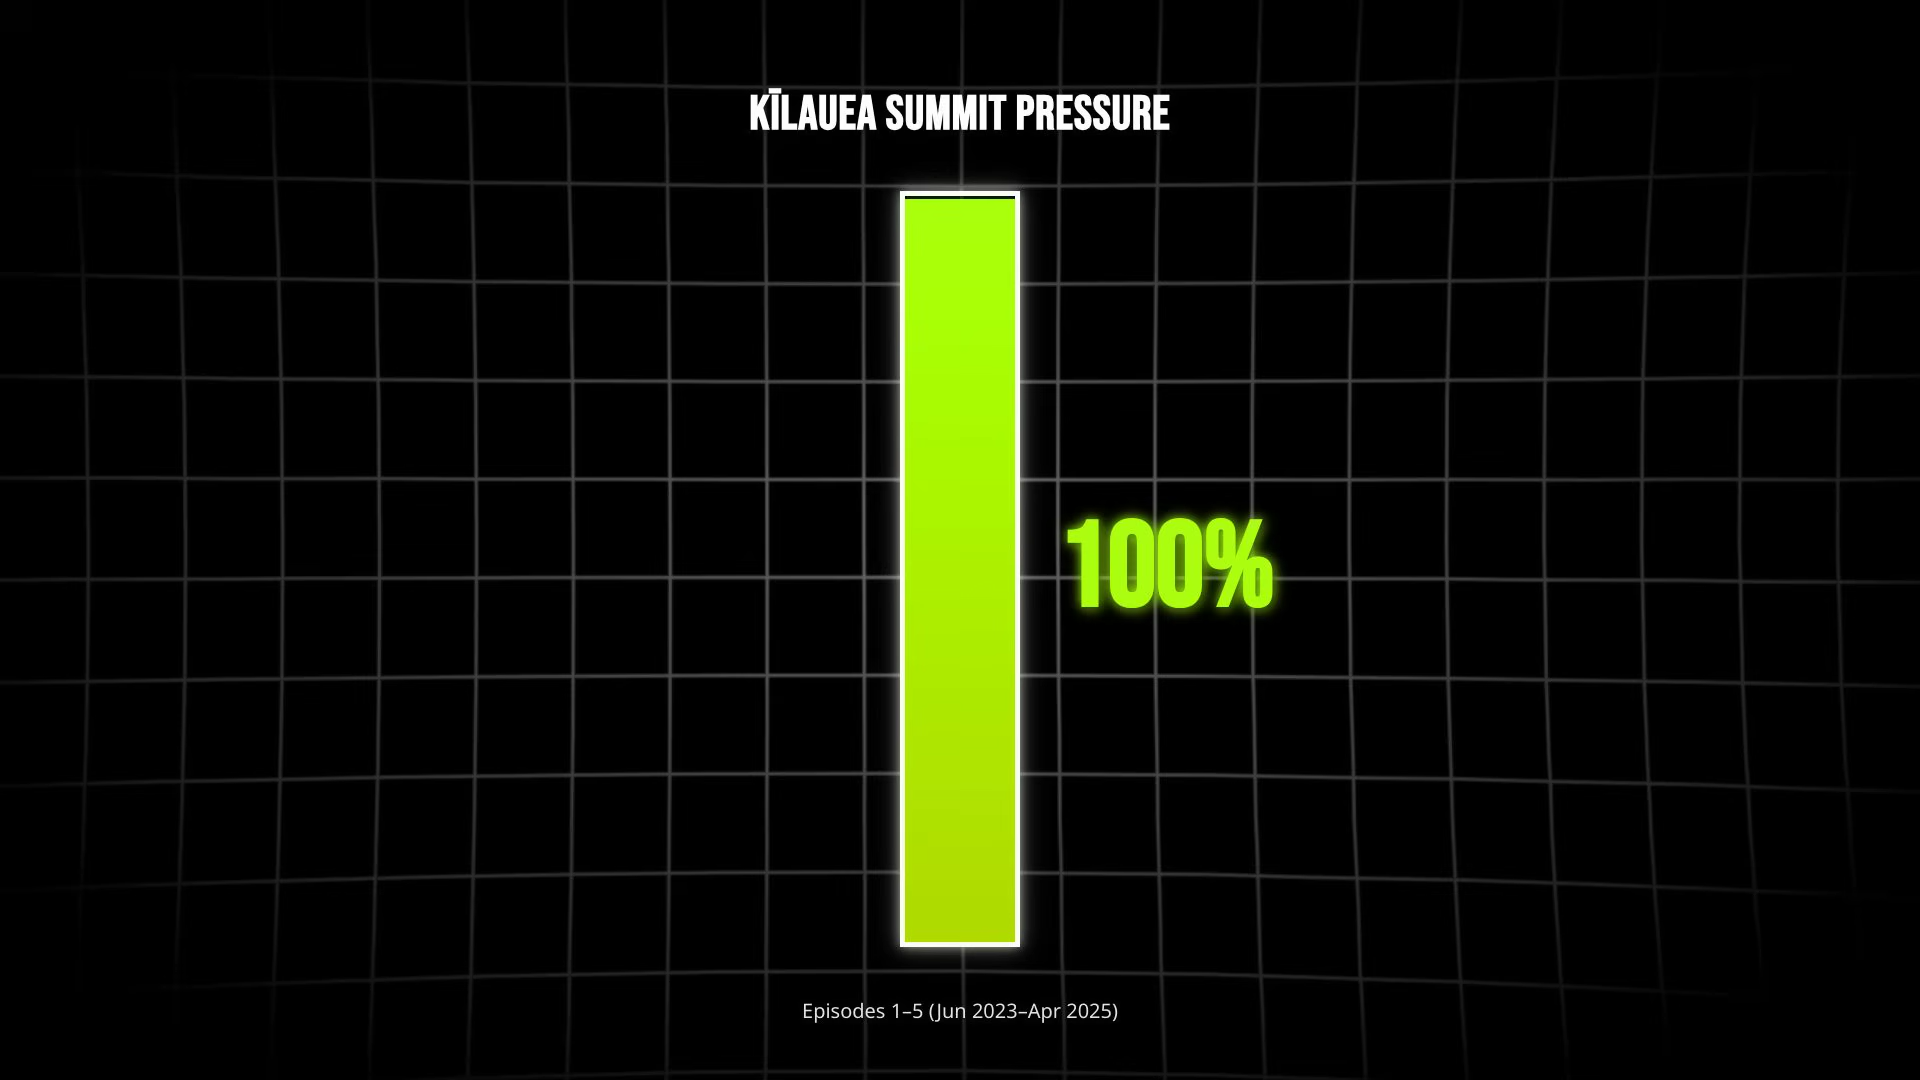 KĪLAUEA SUMMIT PRESSURE
100%
Episodes 1–5 (Jun 2023–Apr 2025)